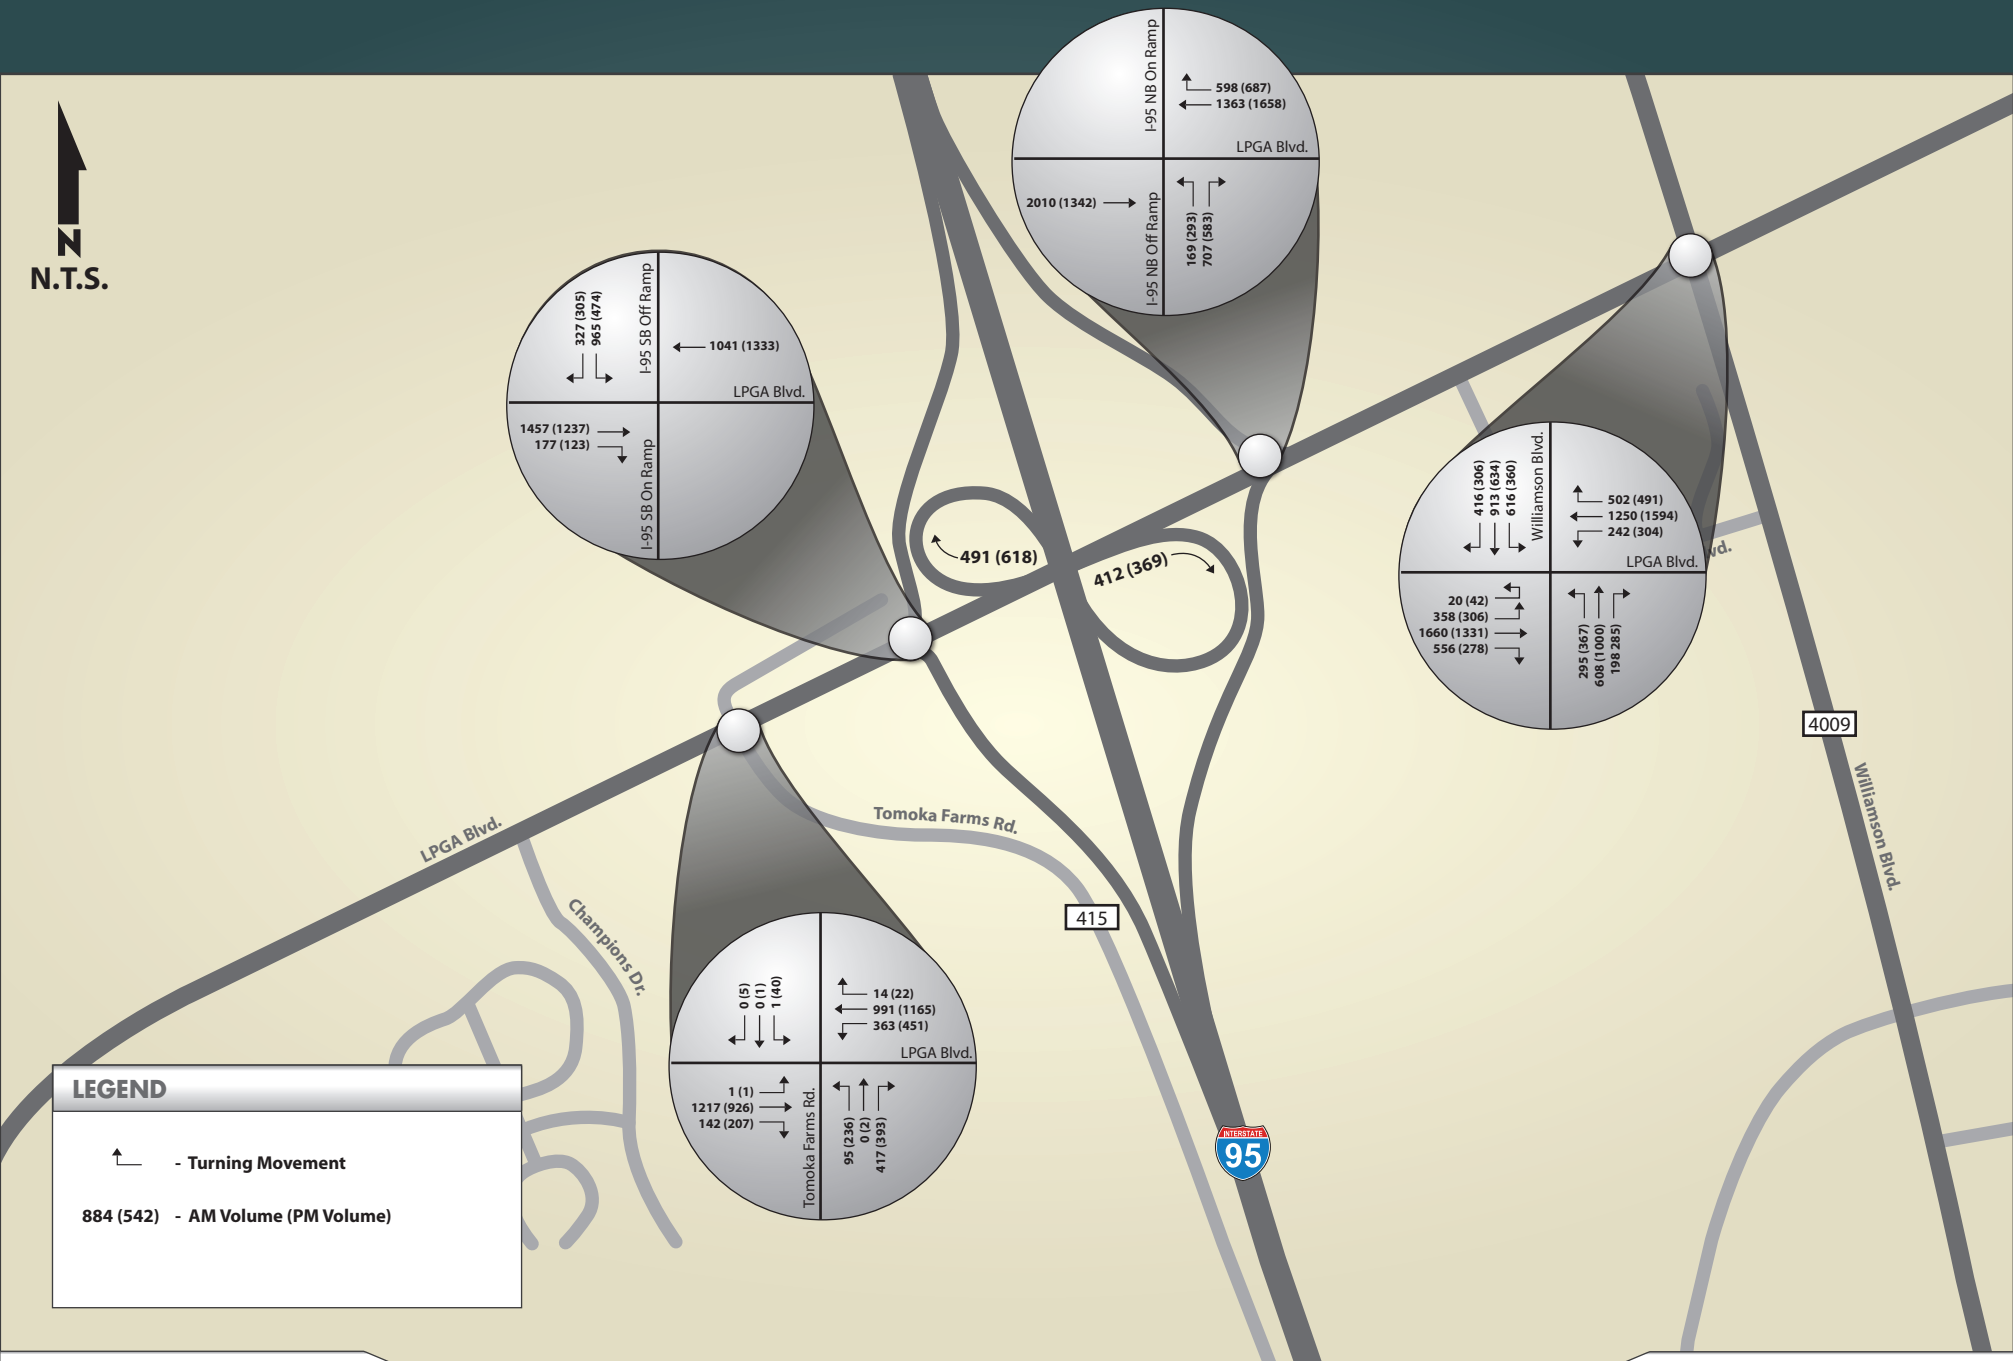 N
N.T.S.
I-95 NB On Ramp
598 (687)
1363 (1658)
LPGA Blvd.
2010 (1342)
I-95 NB Off Ramp
169 (293)
707 (583)
327 (305)
965 (474)
I-95 SB Off Ramp
1041 (1333)
LPGA Blvd.
1457 (1237)
177 (123)
I-95 SB On Ramp
491 (618)
412 (369)
416 (306)
913 (634)
616 (360)
Williamson Blvd.
502 (491)
1250 (1594)
242 (304)
LPGA Blvd.
20 (42)
358 (306)
1660 (1331)
556 (278)
295 (367)
608 (1000)
198 285)
vd.
4009
Williamson Blvd.
LPGA Blvd.
Tomoka Farms Rd.
Champions Dr.
415
0 (5)
0 (1)
1 (40)
14 (22)
991 (1165)
363 (451)
LPGA Blvd.
1 (1)
1217 (926)
142 (207)
Tomoka Farms Rd.
95 (236)
0 (2)
417 (393)
INTERSTATE
95
LEGEND
- Turning Movement
884 (542) - AM Volume (PM Volume)